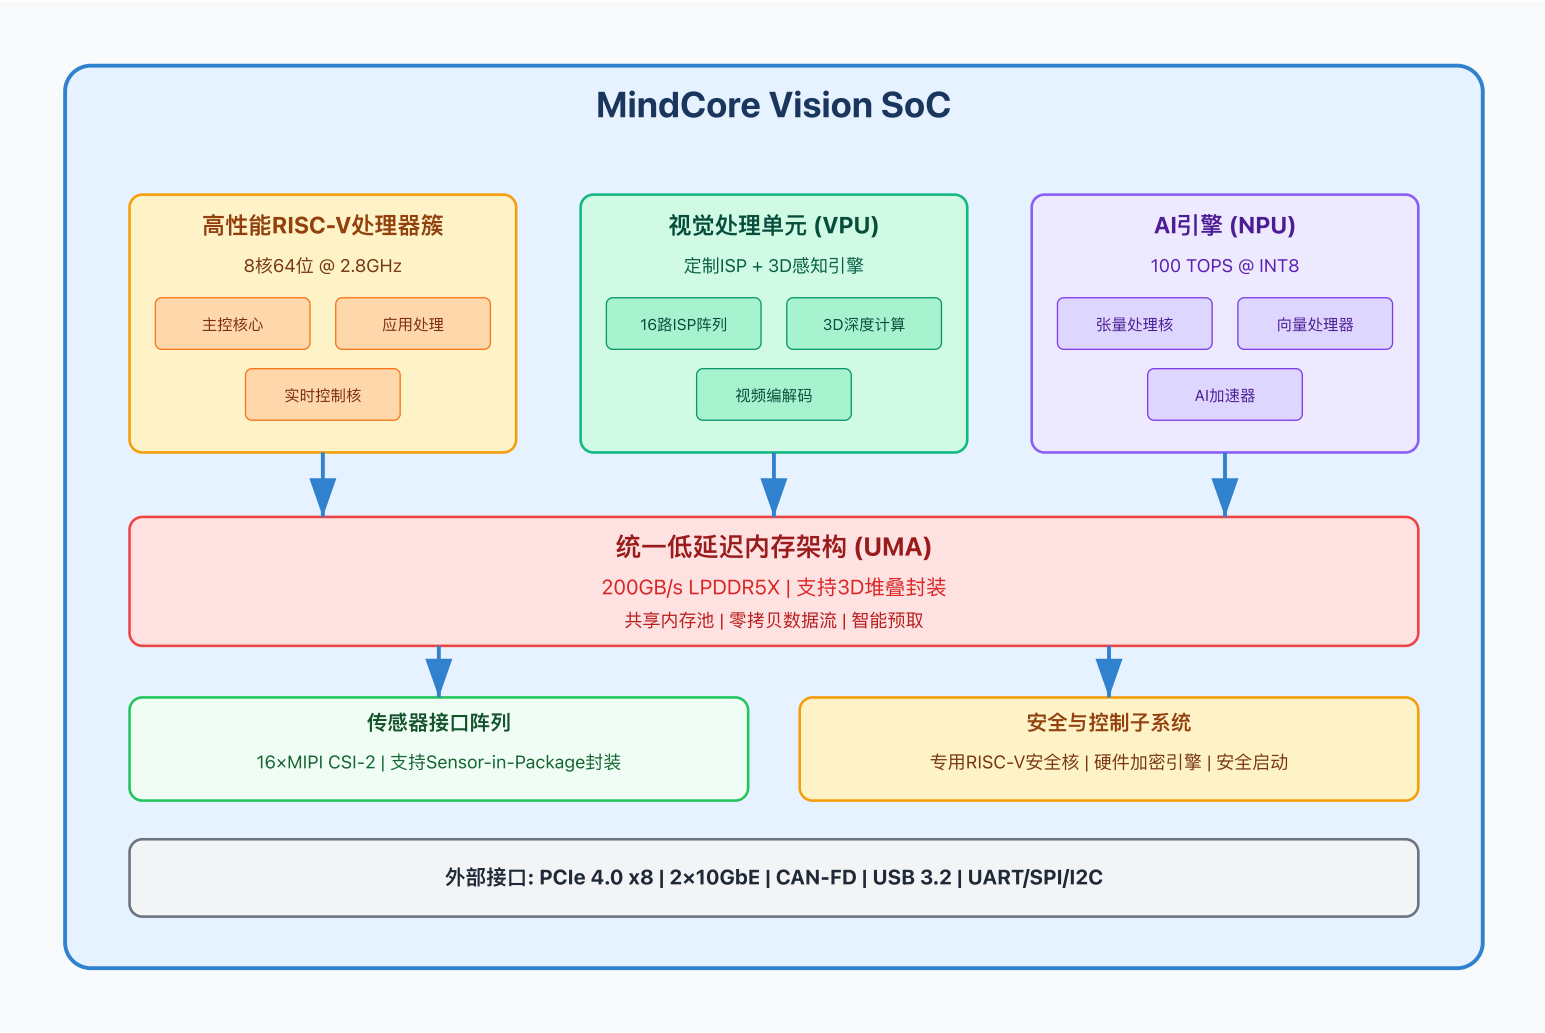 MindCore Vision SoC
高性能RISC-V处理器簇
8核64位 @ 2.8GHz
主控核心
应用处理
实时控制核
视觉处理单元 (VPU)
定制ISP + 3D感知引擎
16路ISP阵列
3D深度计算
视频编解码
AI引擎 (NPU)
100 TOPS @ INT8
张量处理核
向量处理器
AI加速器
统一低延迟内存架构 (UMA)
200GB/s LPDDR5X | 支持3D堆叠封装
共享内存池 | 零拷贝数据流 | 智能预取
传感器接口阵列
16×MIPI CSI-2 | 支持Sensor-in-Package封装
安全与控制子系统
专用RISC-V安全核 | 硬件加密引擎 | 安全启动
外部接口: PCIe 4.0 x8 | 2×10GbE | CAN-FD | USB 3.2 | UART/SPI/I2C